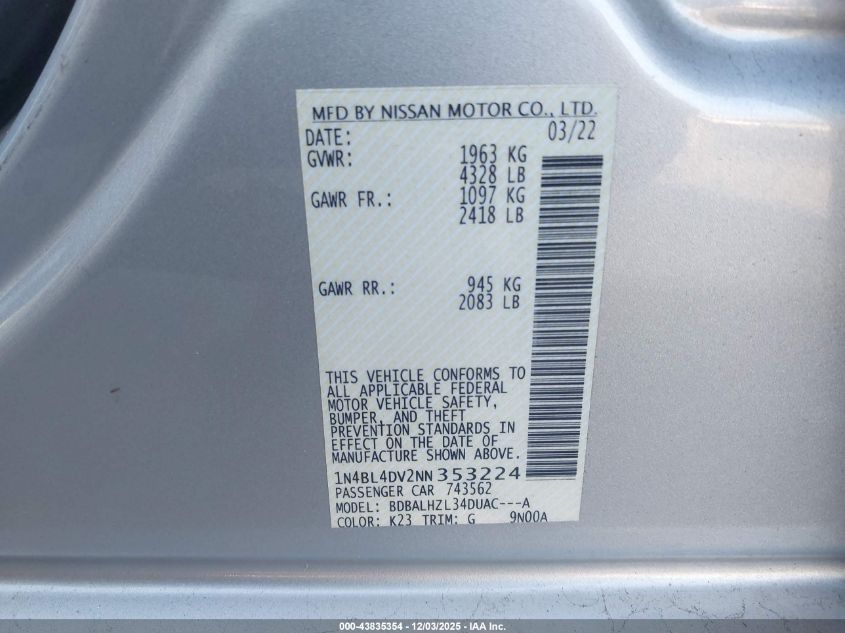 MFD BY NISSAN MOTOR CO., LTD.
DATE: 03/22
GVWR: 1963 KG
4328 LB
GAWR FR.: 1097 KG
2418 LB
GAWR RR.: 945 KG
2083 LB
THIS VEHICLE CONFORMS TO
ALL APPLICABLE FEDERAL
MOTOR VEHICLE SAFETY,
BUMPER, AND THEFT
PREVENTION STANDARDS IN
EFFECT ON THE DATE OF
MANUFACTURE SHOWN ABOVE.
1N4BL4DV2NN353224
PASSENGER CAR 743562
MODEL: BDBALHZL34DUAC---A
COLOR: K23 TRIM: G 9N00A
000-43835354 - 12/03/2025 - IAA Inc.